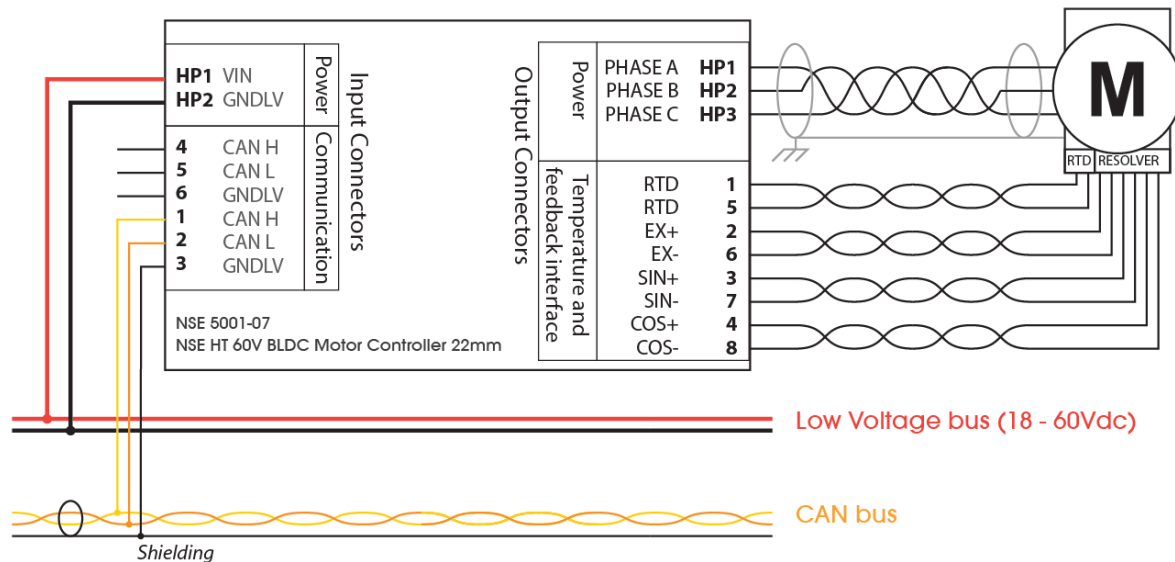 HP1 VIN
HP2 GNDLV
Power
4 CAN H
5 CAN L
6 GNDLV
1 CAN H
2 CAN L
3 GNDLV
Communication
Input Connectors
NSE 5001-07
NSE HT 60V BLDC Motor Controller 22mm
Output Connectors
Power
PHASE A HP1
PHASE B HP2
PHASE C HP3
Temperature and
feedback interface
RTD 1
RTD 5
EX+ 2
EX- 6
SIN+ 3
SIN- 7
COS+ 4
COS- 8
M
RTD RESOLVER
Low Voltage bus (18 - 60Vdc)
CAN bus
Shielding